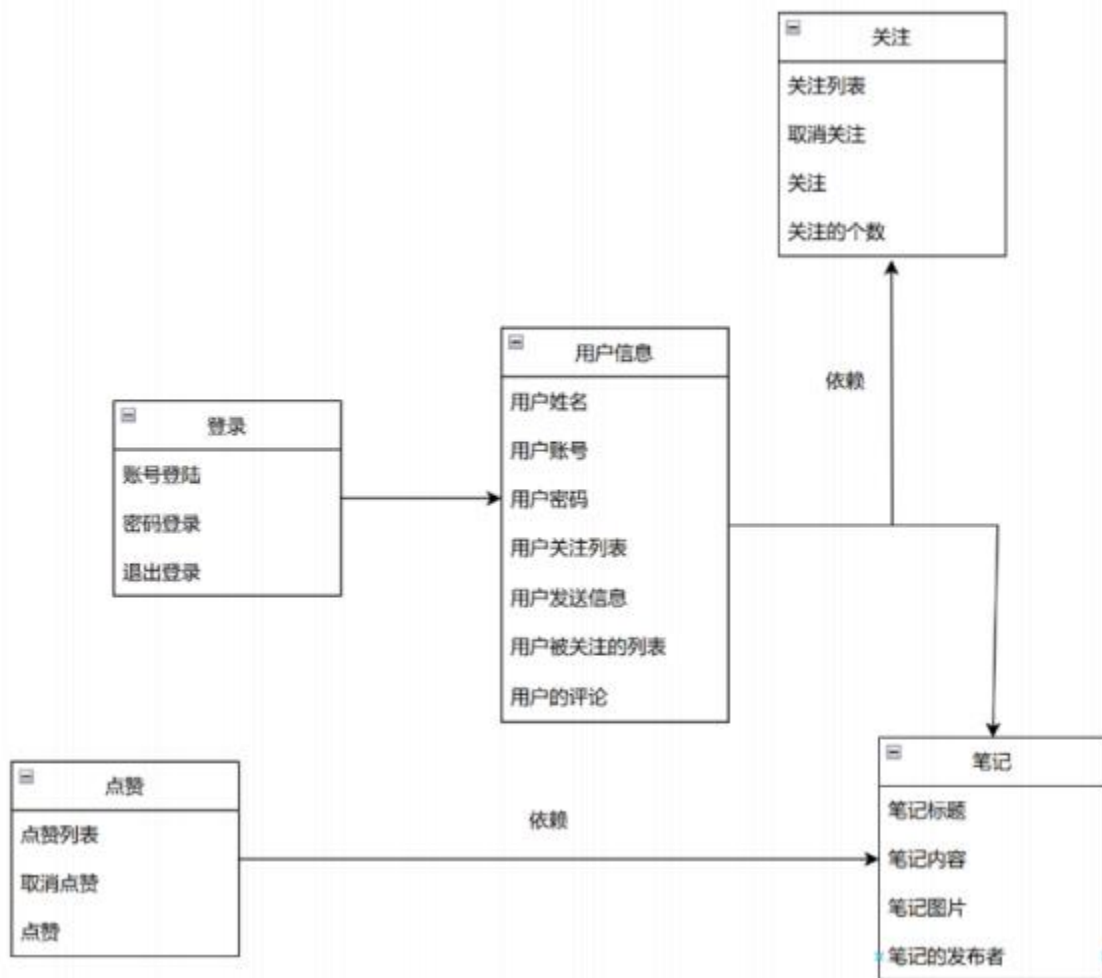 关注
关注列表
取消关注
关注
关注的个数
用户信息
用户姓名
用户账号
用户密码
用户关注列表
用户发送信息
用户被关注的列表
用户的评论
依赖
登录
账号登陆
密码登录
退出登录
点赞
点赞列表
取消点赞
点赞
依赖
笔记
笔记标题
笔记内容
笔记图片
笔记的发布者